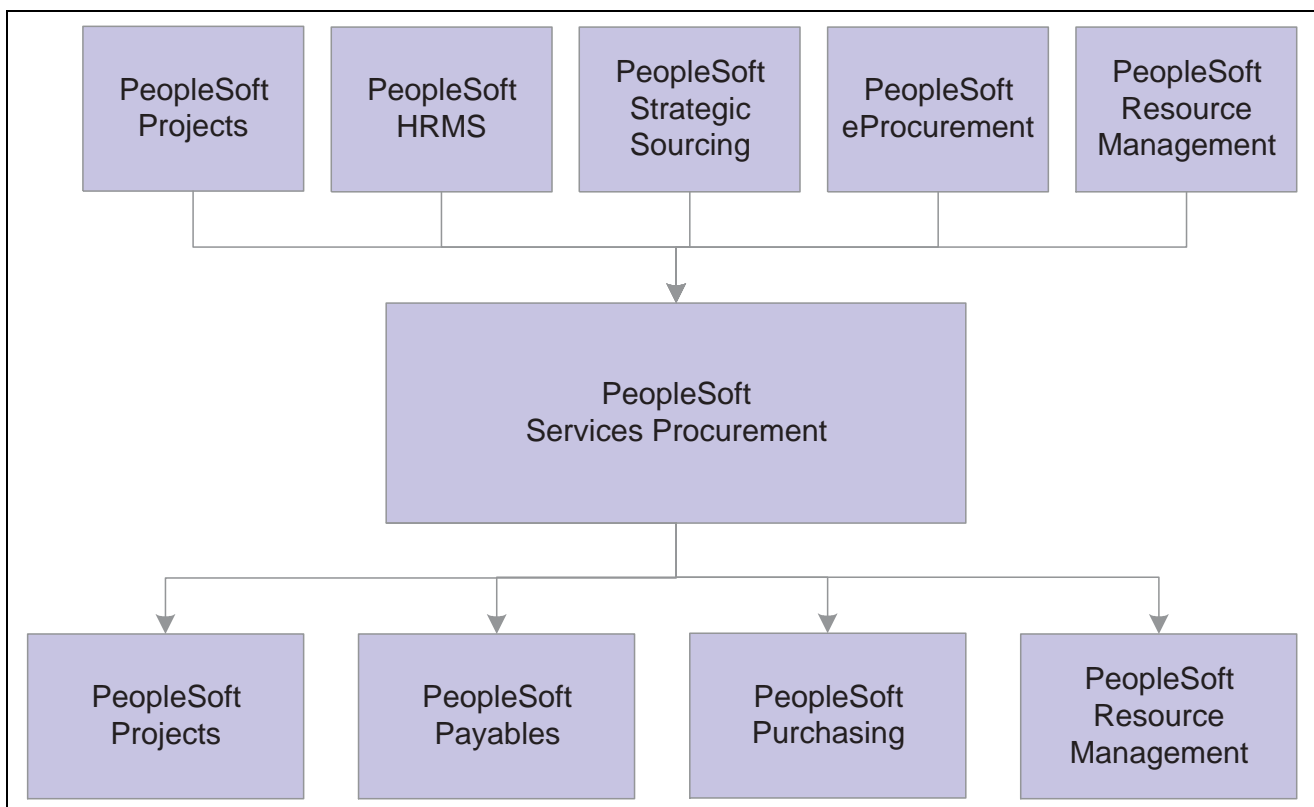 PeopleSoft
Projects
PeopleSoft
HRMS
PeopleSoft
Strategic
Sourcing
PeopleSoft
eProcurement
PeopleSoft
Resource
Management
PeopleSoft
Services Procurement
PeopleSoft
Projects
PeopleSoft
Payables
PeopleSoft
Purchasing
PeopleSoft
Resource
Management